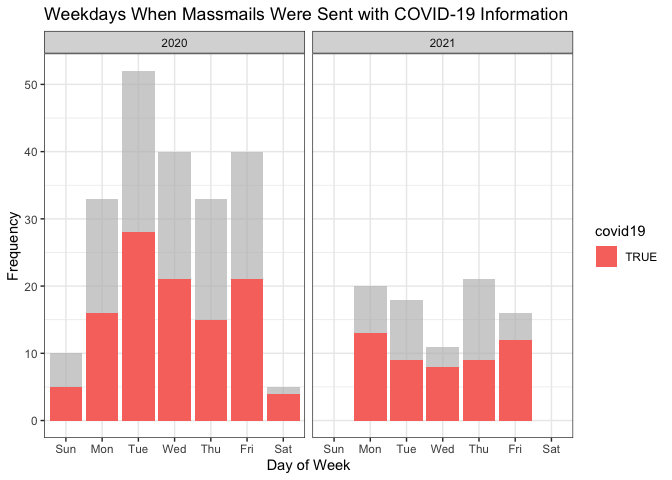 Weekdays When Massmails Were Sent with COVID-19 Information
2020
2021
50
40
30
20
10
0
Frequency
Sun Mon Tue Wed Thu Fri Sat
Sun Mon Tue Wed Thu Fri Sat
Day of Week
covid19
TRUE